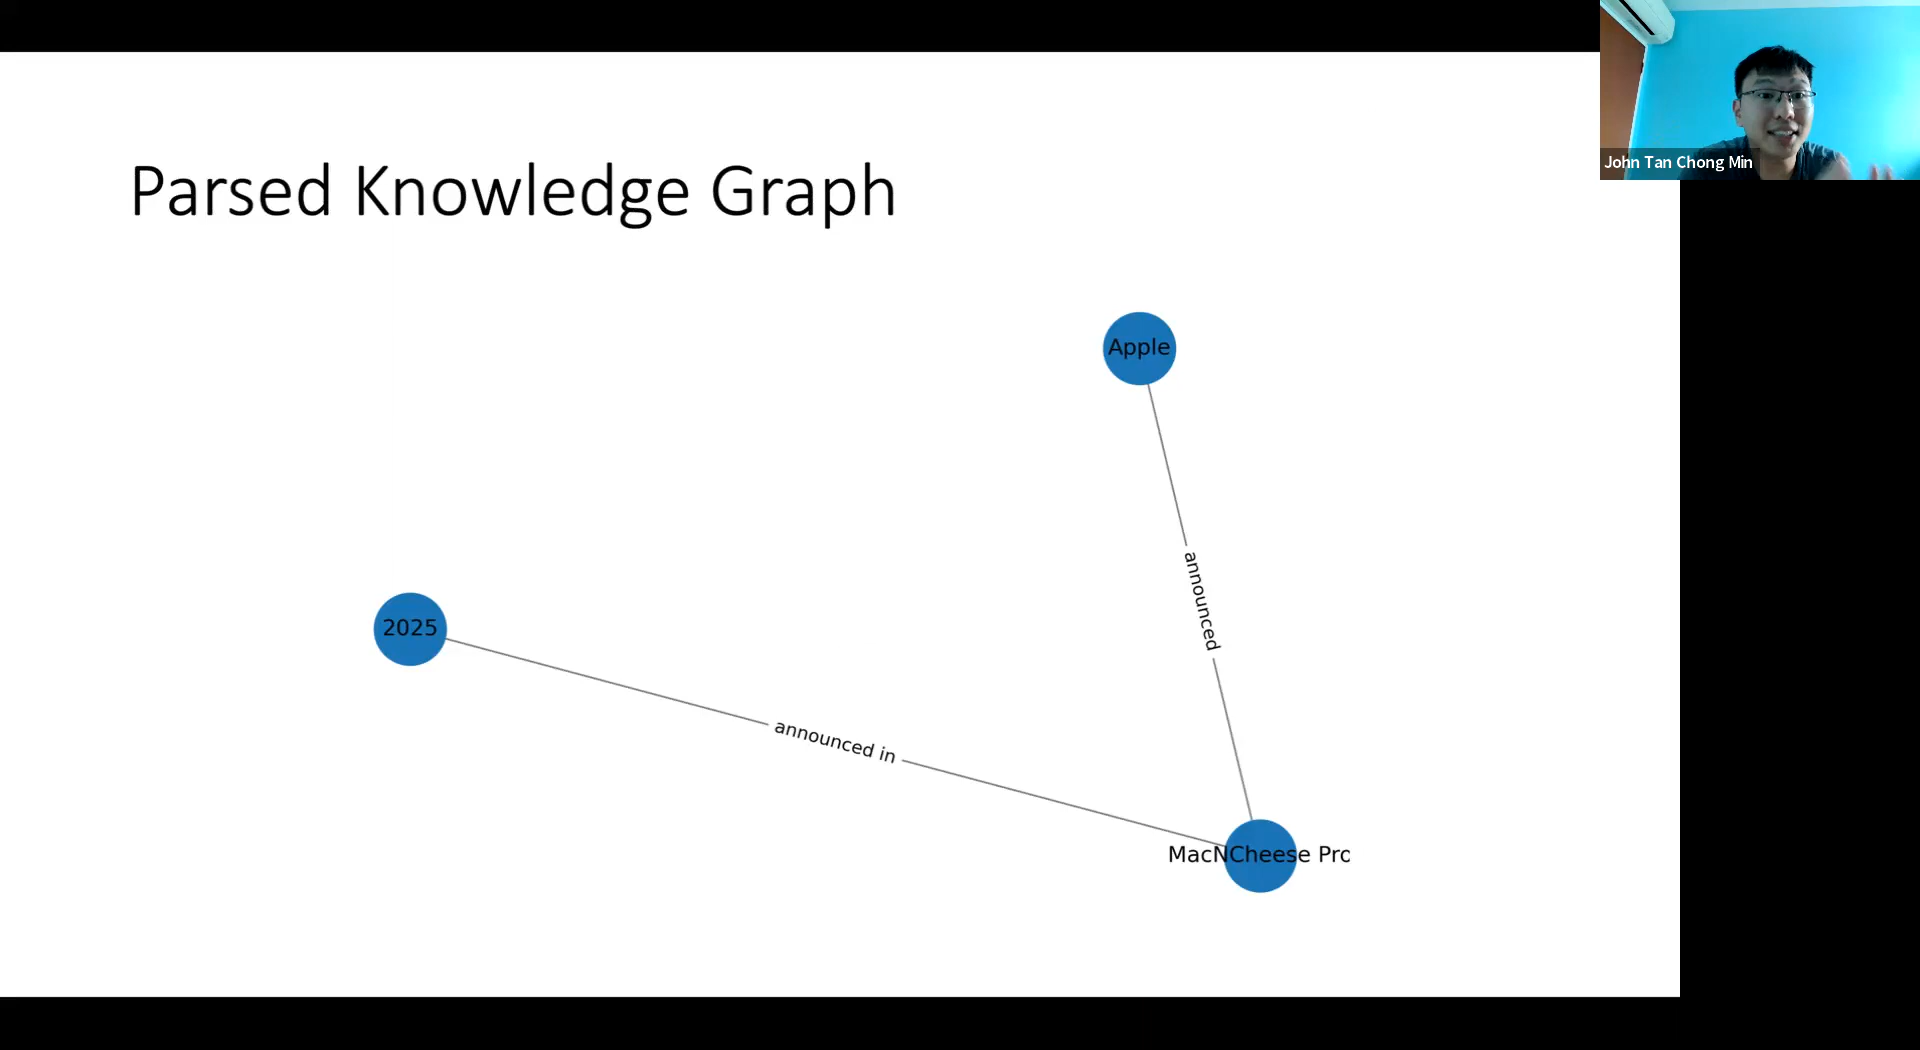 John Tan Chong Min
Parsed Knowledge Graph
Apple
announced
2025
announced in
MacNCheese Prc